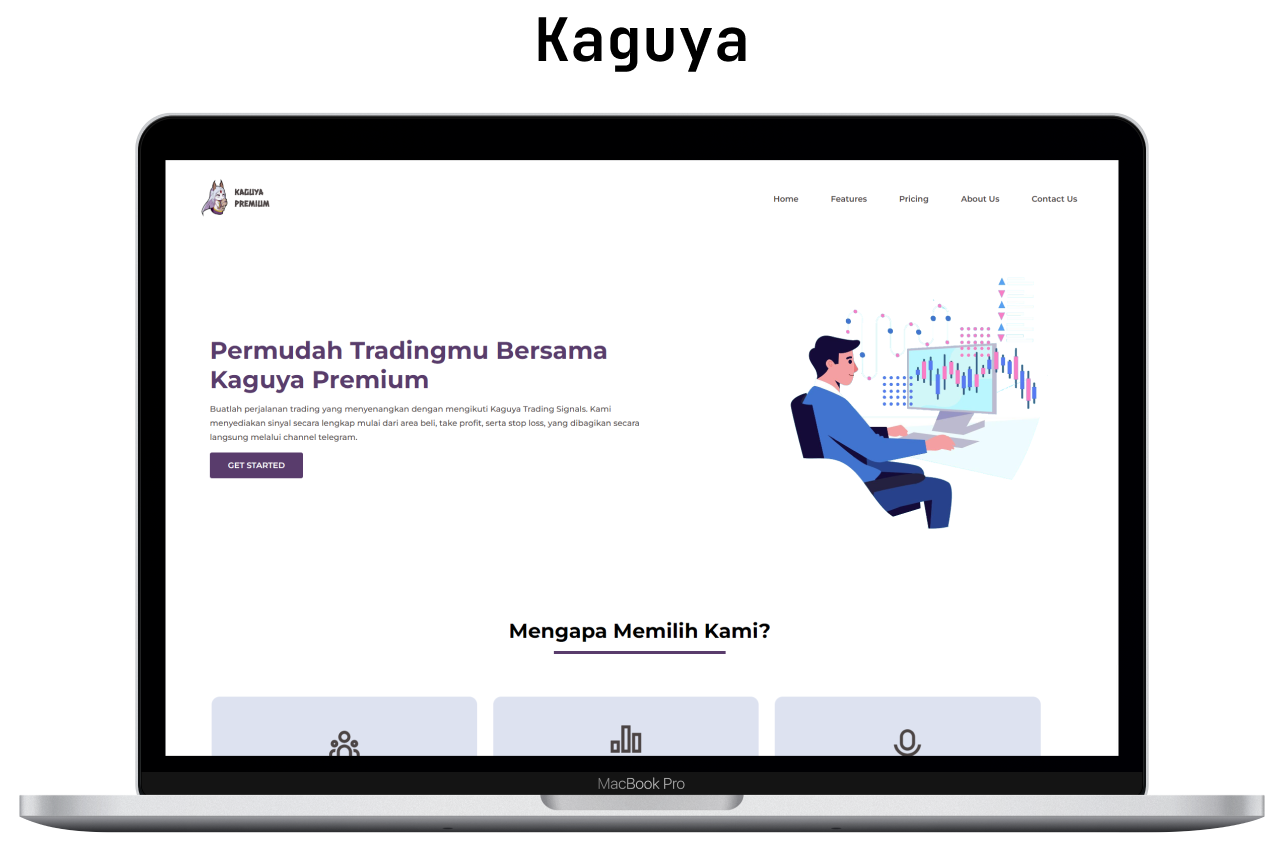 Kaguya
KAGUYA
PREMIUM
Home Features Pricing About Us Contact Us
Permudah Tradingmu Bersama
Kaguya Premium
Buatlah perjalanan trading yang menyenangkan dengan mengikuti Kaguya Trading Signals. Kami
menyediakan sinyal secara lengkap mulai dari area beli, take profit, serta stop loss, yang dibagikan secara
langsung melalui channel telegram.
GET STARTED
Mengapa Memilih Kami?
MacBook Pro